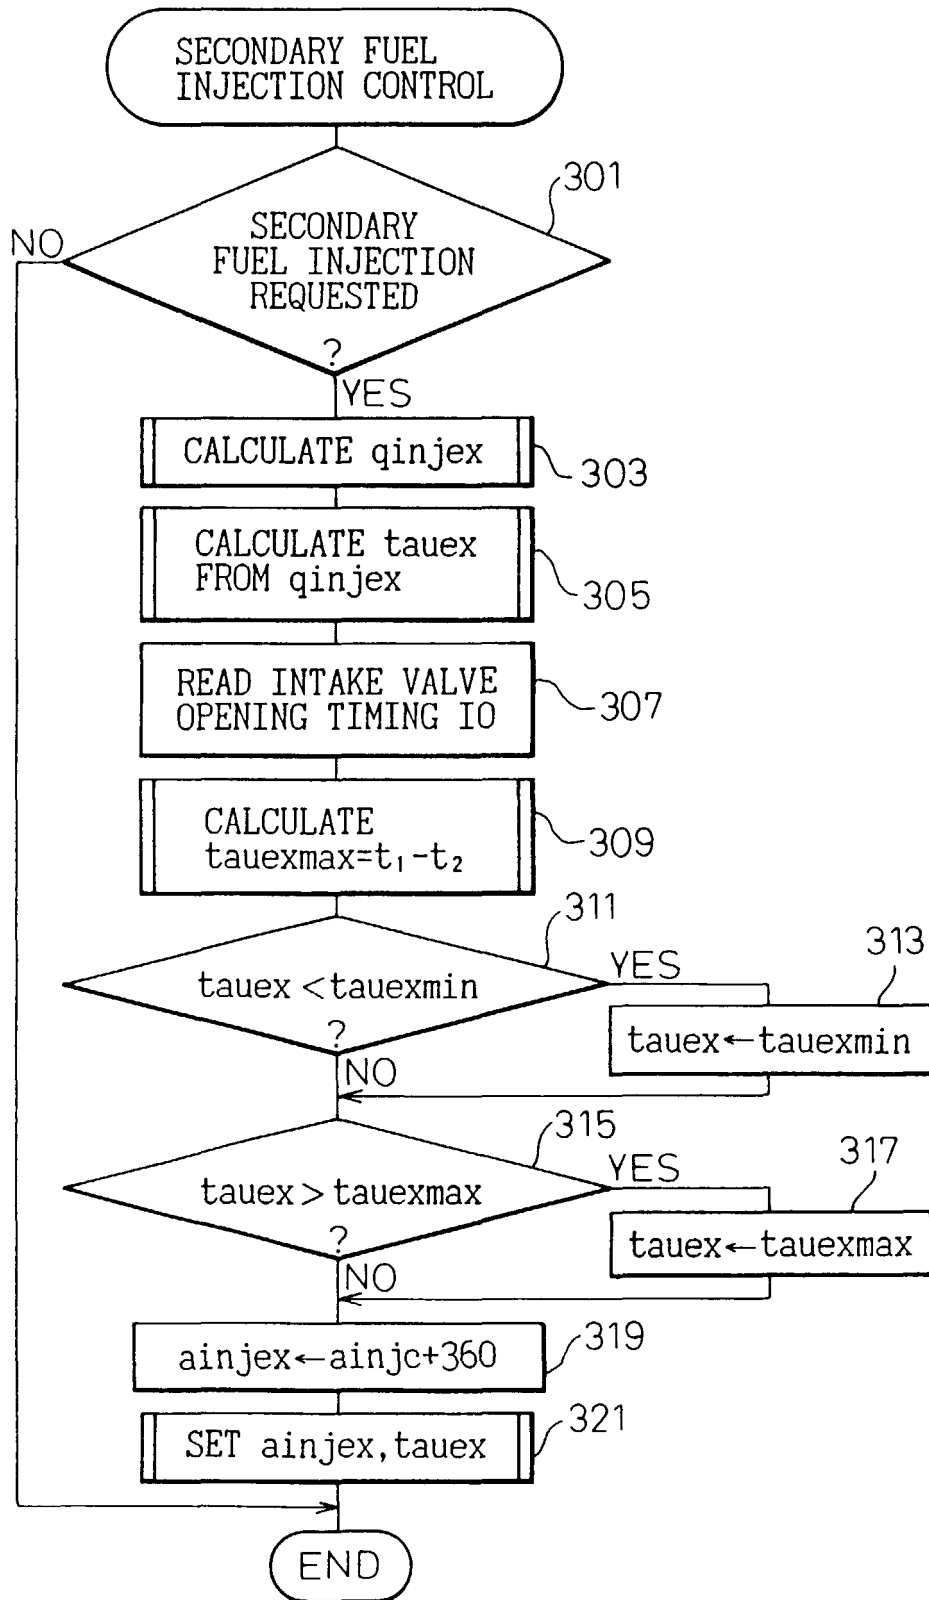 SECONDARY FUEL
INJECTION CONTROL
301
NO
SECONDARY
FUEL INJECTION
REQUESTED
?
YES
CALCULATE qinjex
303
CALCULATE tauex
FROM qinjex
305
READ INTAKE VALVE
OPENING TIMING IO
307
CALCULATE
tauexmax=t₁-t₂
309
311
tauex<tauexmin
?
YES
313
tauex←tauexmin
NO
315
tauex>tauexmax
?
YES
317
tauex←tauexmax
NO
ainjex←ainjc+360
319
SET ainjex,tauex
321
END